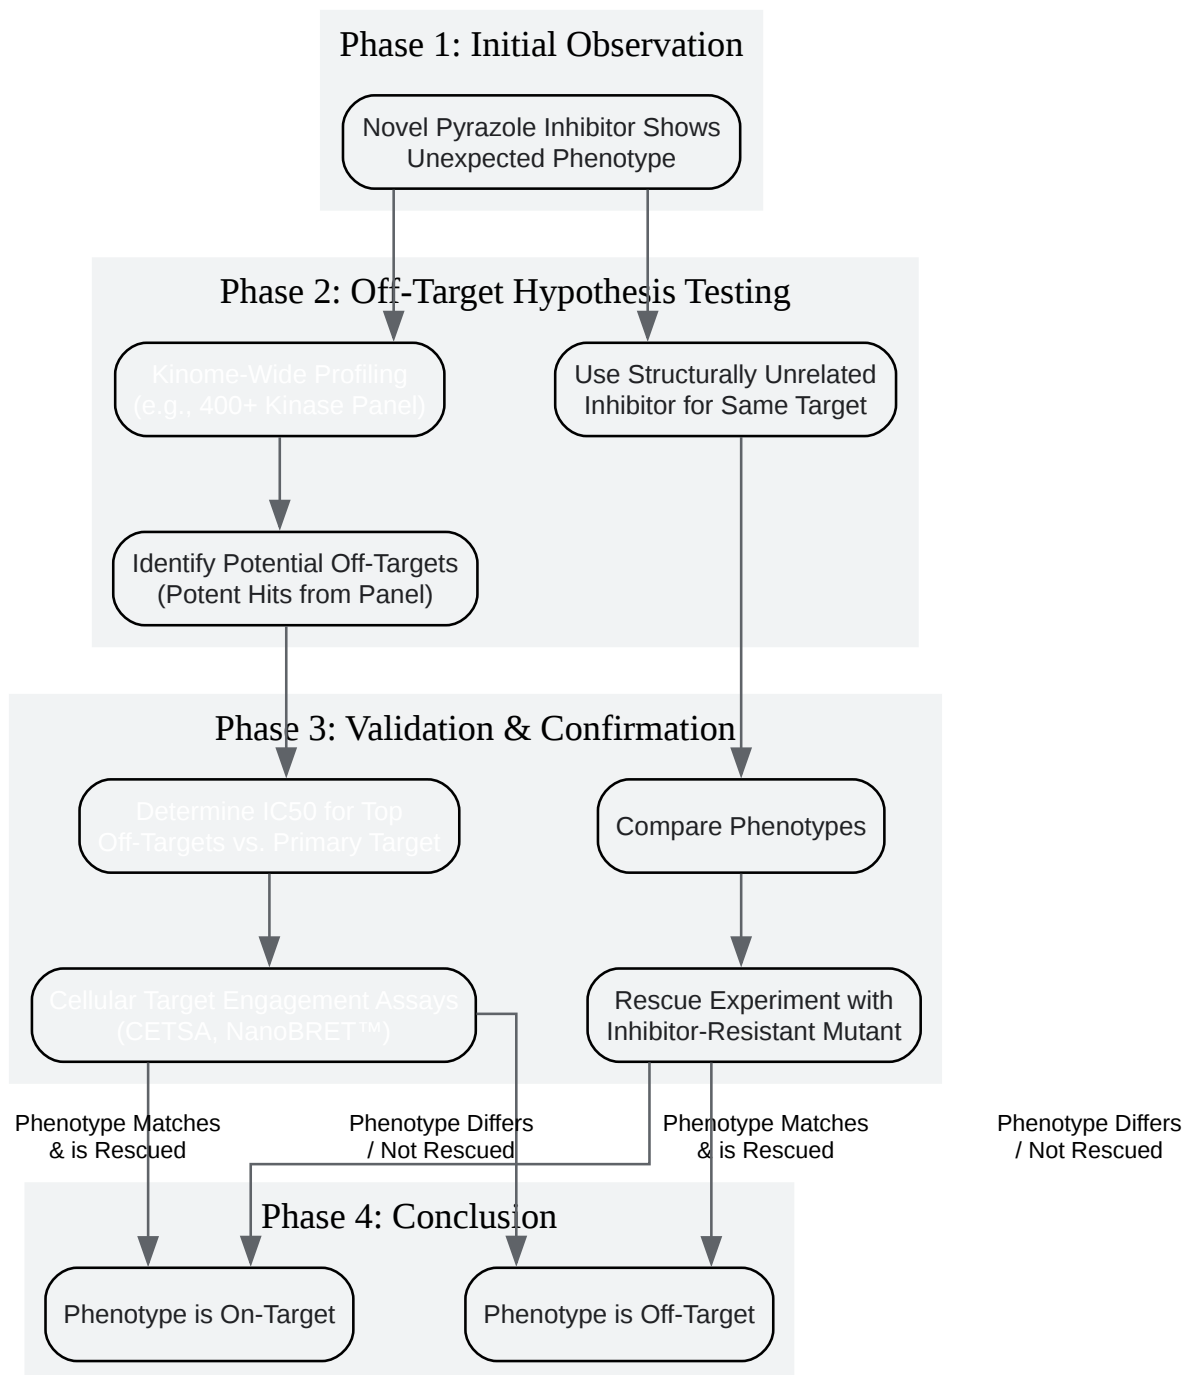 Phase 1: Initial Observation
Novel Pyrazole Inhibitor Shows
Unexpected Phenotype
Phase 2: Off-Target Hypothesis Testing
Kinome-Wide Profiling
(e.g., 400+ Kinase Panel)
Use Structurally Unrelated
Inhibitor for Same Target
Identify Potential Off-Targets
(Potent Hits from Panel)
Phase 3: Validation & Confirmation
Determine IC50 for Top
Off-Targets vs. Primary Target
Compare Phenotypes
Cellular Target Engagement Assays
(CETSA, NanoBRET™)
Rescue Experiment with
Inhibitor-Resistant Mutant
Phenotype Matches
& is Rescued
Phenotype Differs
/ Not Rescued
Phenotype Matches
& is Rescued
Phenotype Differs
/ Not Rescued
Phase 4: Conclusion
Phenotype is On-Target
Phenotype is Off-Target